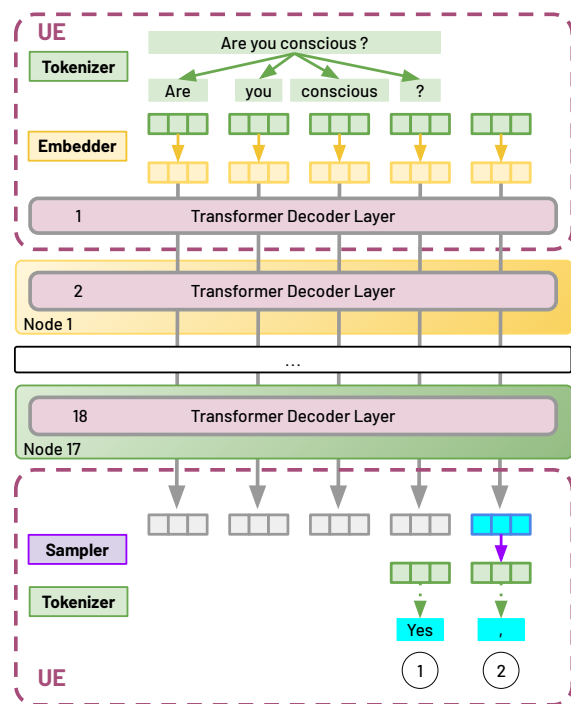 UE
Are you conscious ?
Tokenizer
Are you conscious ?
Embedder
1 Transformer Decoder Layer
2 Transformer Decoder Layer
Node 1
...
18 Transformer Decoder Layer
Node 17
Sampler
Tokenizer
Yes ,
1 2
UE